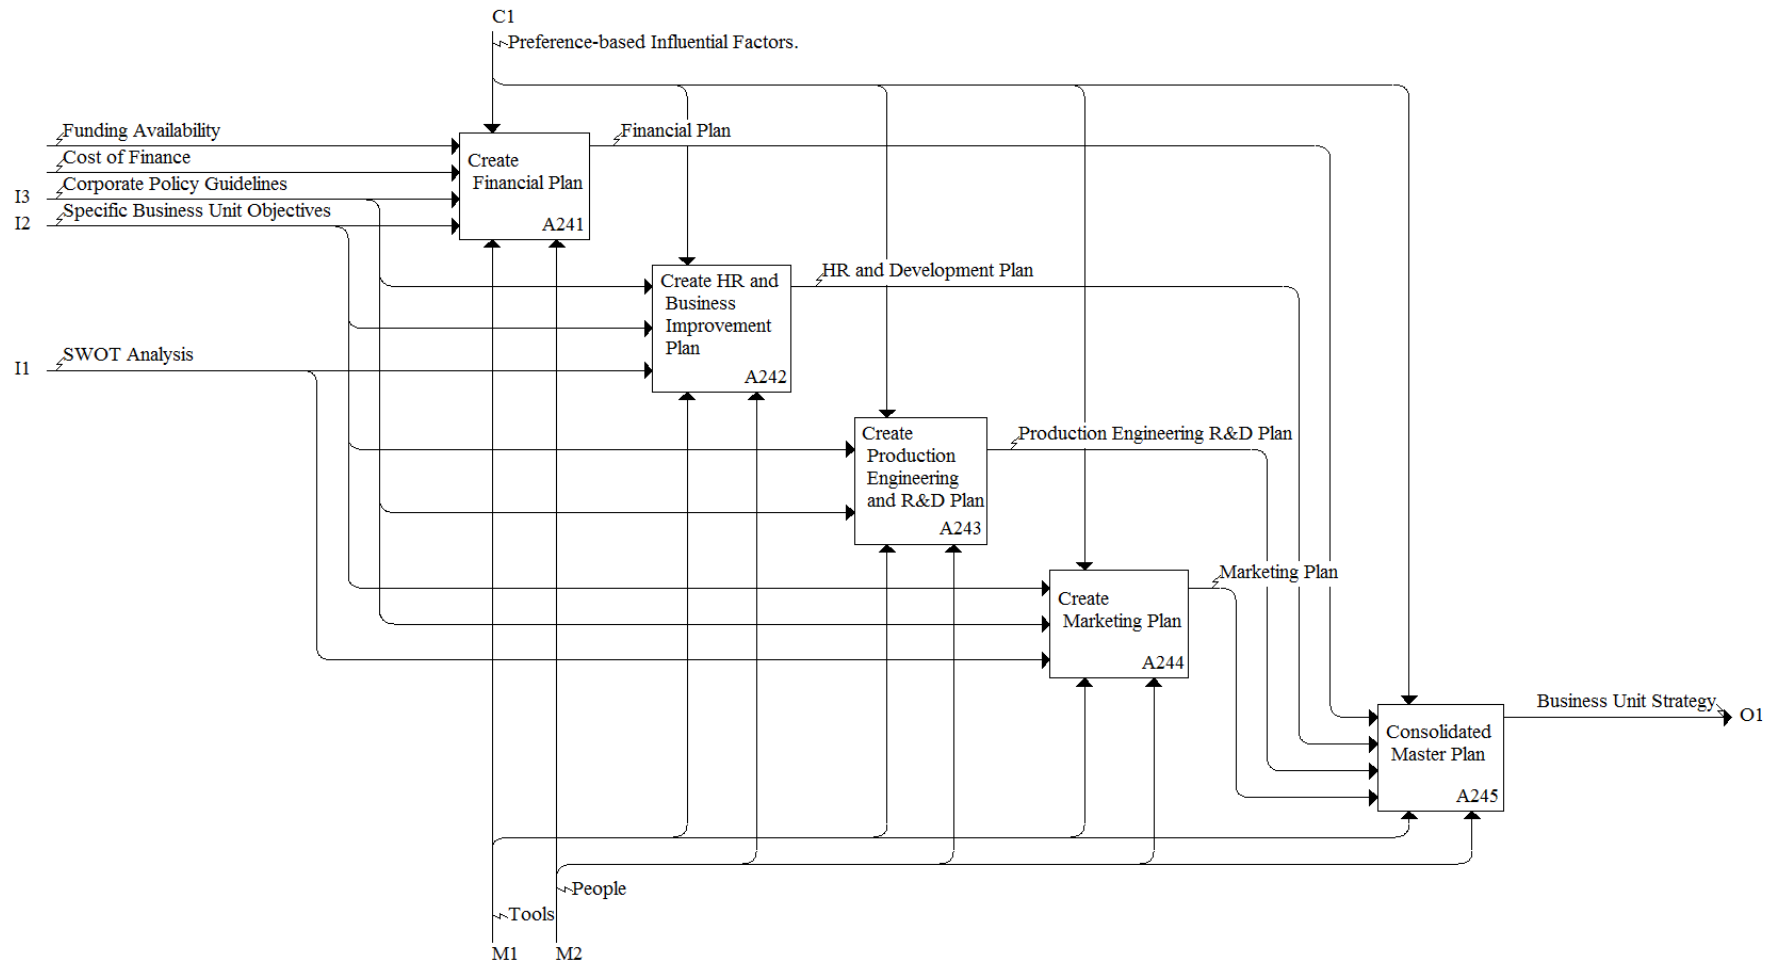 C1
Preference-based Influential Factors.
Funding Availability
Cost of Finance
I3
Corporate Policy Guidelines
I2
Specific Business Unit Objectives
Create
Financial Plan
A241
Financial Plan
I1
SWOT Analysis
Create HR and
Business
Improvement
Plan
A242
HR and Development Plan
Create
Production
Engineering
and R&D Plan
A243
Production Engineering R&D Plan
Create
Marketing Plan
A244
Marketing Plan
Consolidated
Master Plan
A245
Business Unit Strategy
O1
People
Tools
M1
M2